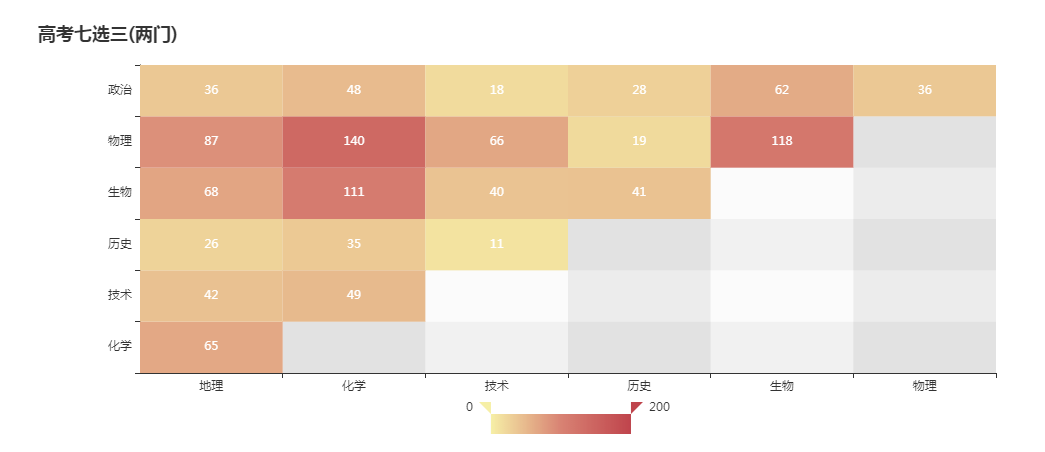 高考七选三(两门)
政治 36 48 18 28 62 36
物理 87 140 66 19 118
生物 68 111 40 41
历史 26 35 11
技术 42 49
化学 65
地理 化学 技术 历史 生物 物理
0 200